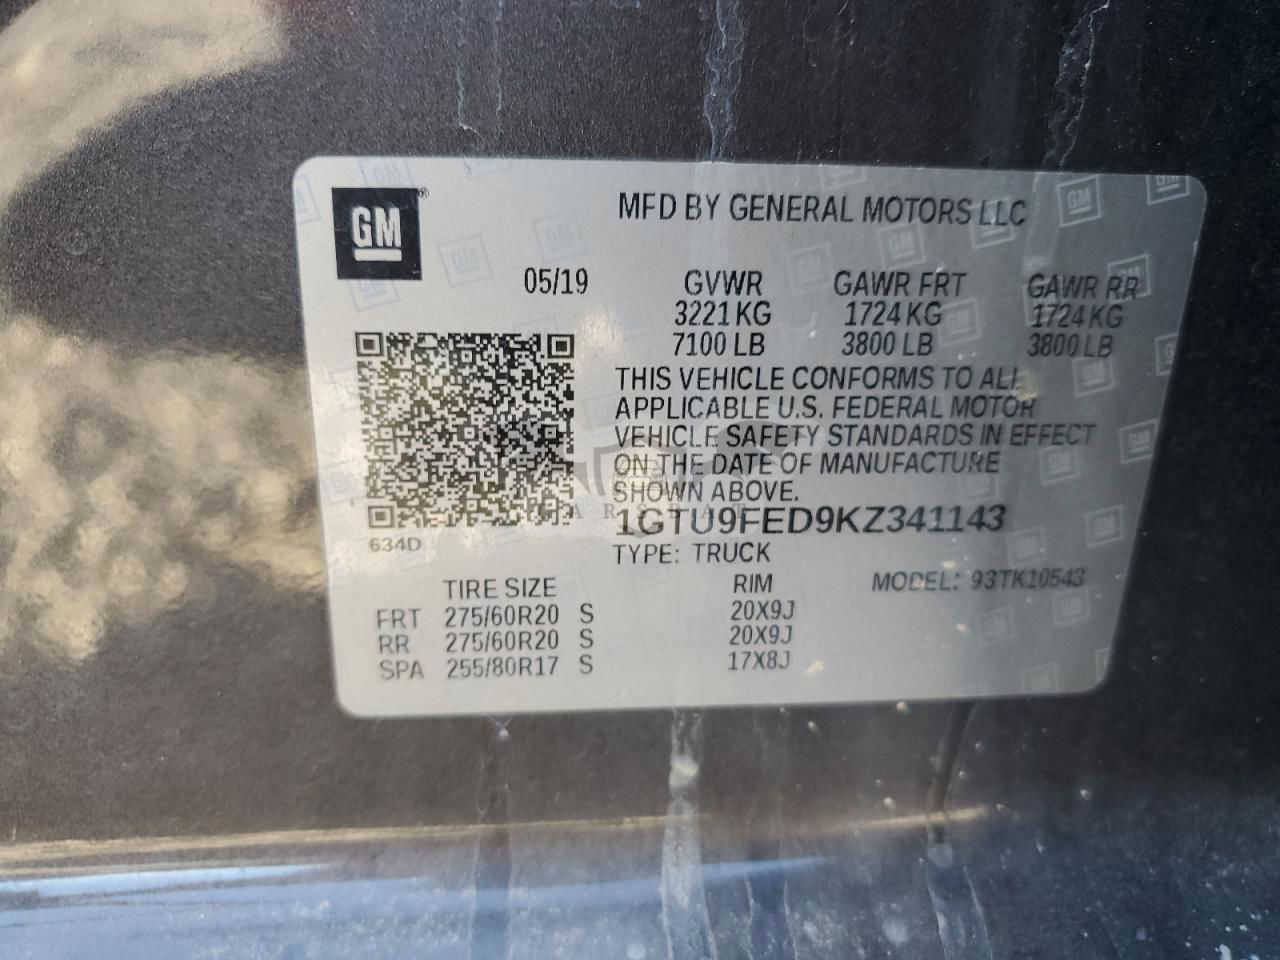 GM®
MFD BY GENERAL MOTORS LLC
05/19 GVWR GAWR FRT GAWR RR
3221 KG 1724 KG 1724 KG
7100 LB 3800 LB 3800 LB
THIS VEHICLE CONFORMS TO ALL
APPLICABLE U.S. FEDERAL MOTOR
VEHICLE SAFETY STANDARDS IN EFFECT
ON THE DATE OF MANUFACTURE
SHOWN ABOVE.
1GTU9FED9KZ341143
634D
TYPE: TRUCK
TIRE SIZE RIM MODEL: 93TK10543
FRT 275/60R20 S 20X9J
RR 275/60R20 S 20X9J
SPA 255/80R17 S 17X8J